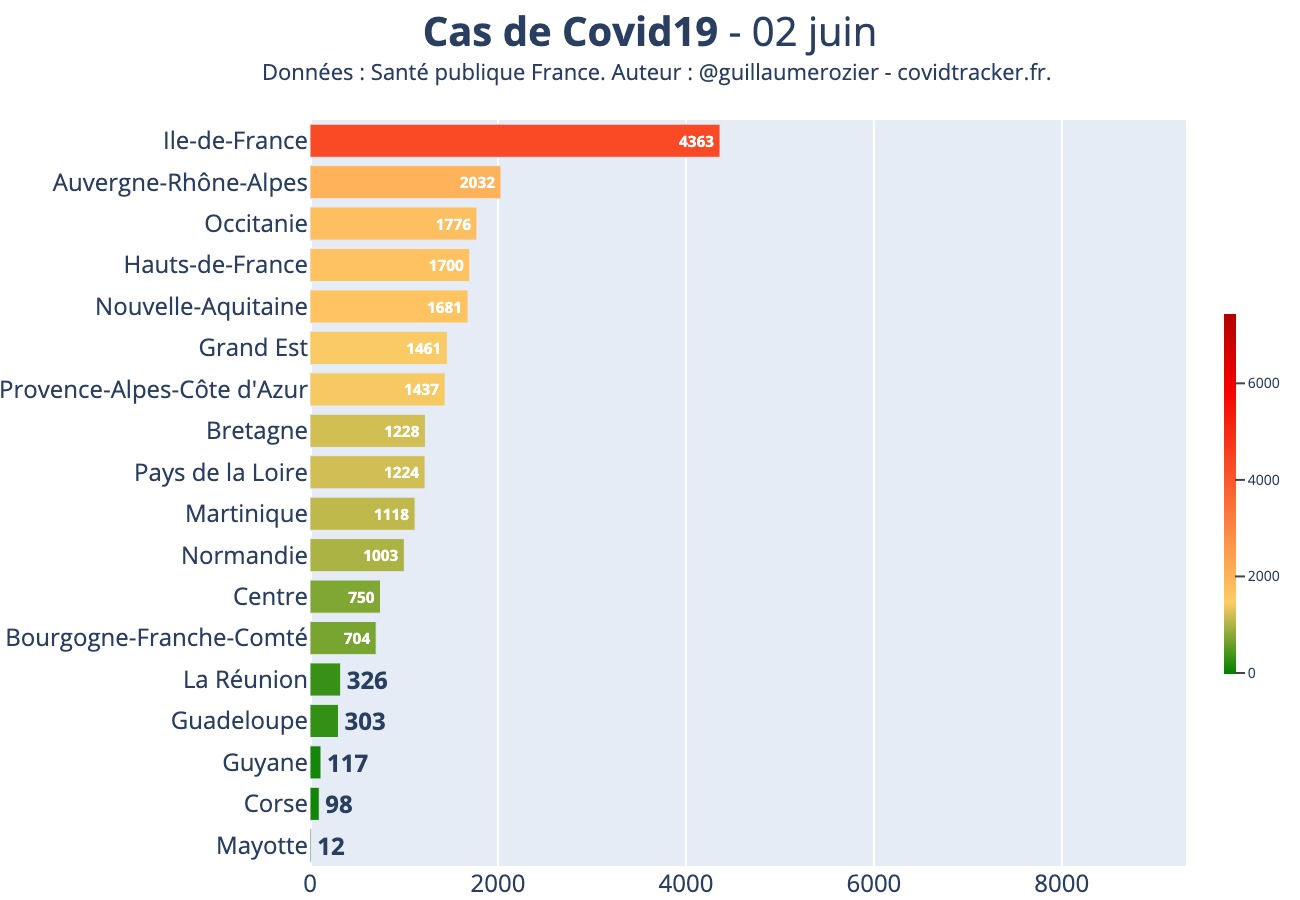 Cas de Covid19 - 02 juin
Données : Santé publique France. Auteur : @guillaumerozier - covidtracker.fr.
Ile-de-France 4363
Auvergne-Rhône-Alpes 2032
Occitanie 1776
Hauts-de-France 1700
Nouvelle-Aquitaine 1681
Grand Est 1461
Provence-Alpes-Côte d'Azur 1437
Bretagne 1228
Pays de la Loire 1224
Martinique 1118
Normandie 1003
Centre 750
Bourgogne-Franche-Comté 704
La Réunion 326
Guadeloupe 303
Guyane 117
Corse 98
Mayotte 12
0 2000 4000 6000 8000
6000
4000
2000
0